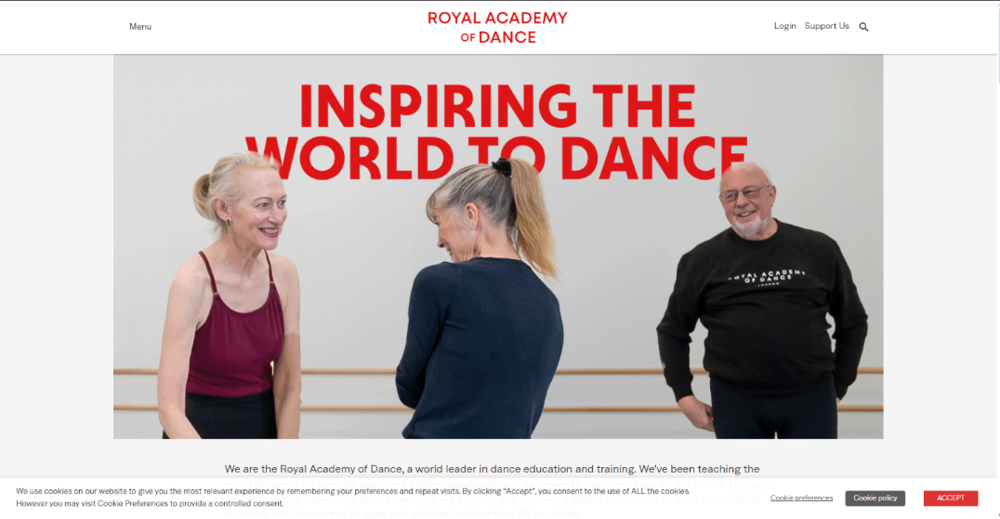 Menu
ROYAL ACADEMY
OF DANCE
Login Support Us
INSPIRING THE
WORLD TO DANCE
ROYAL ACADEMY
OF DANCE
LONDON
We are the Royal Academy of Dance, a world leader in dance education and training. We’ve been teaching the
We use cookies on our website to give you the most relevant experience by remembering your preferences and repeat visits. By clicking “Accept”, you consent to the use of ALL the cookies.
However you may visit Cookie Preferences to provide a controlled consent.
Cookie preferences
Cookie policy
ACCEPT